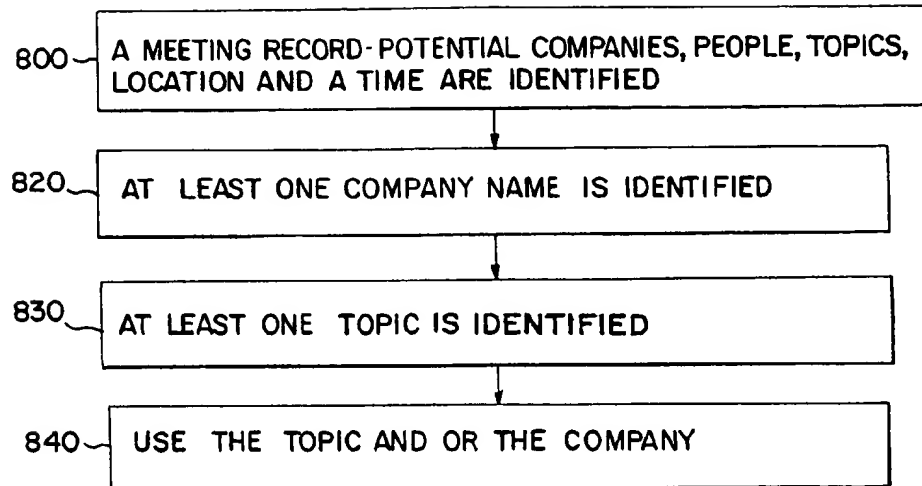 800 A MEETING RECORD-POTENTIAL COMPANIES, PEOPLE, TOPICS,
LOCATION AND A TIME ARE IDENTIFIED
820 AT LEAST ONE COMPANY NAME IS IDENTIFIED
830 AT LEAST ONE TOPIC IS IDENTIFIED
840 USE THE TOPIC AND OR THE COMPANY